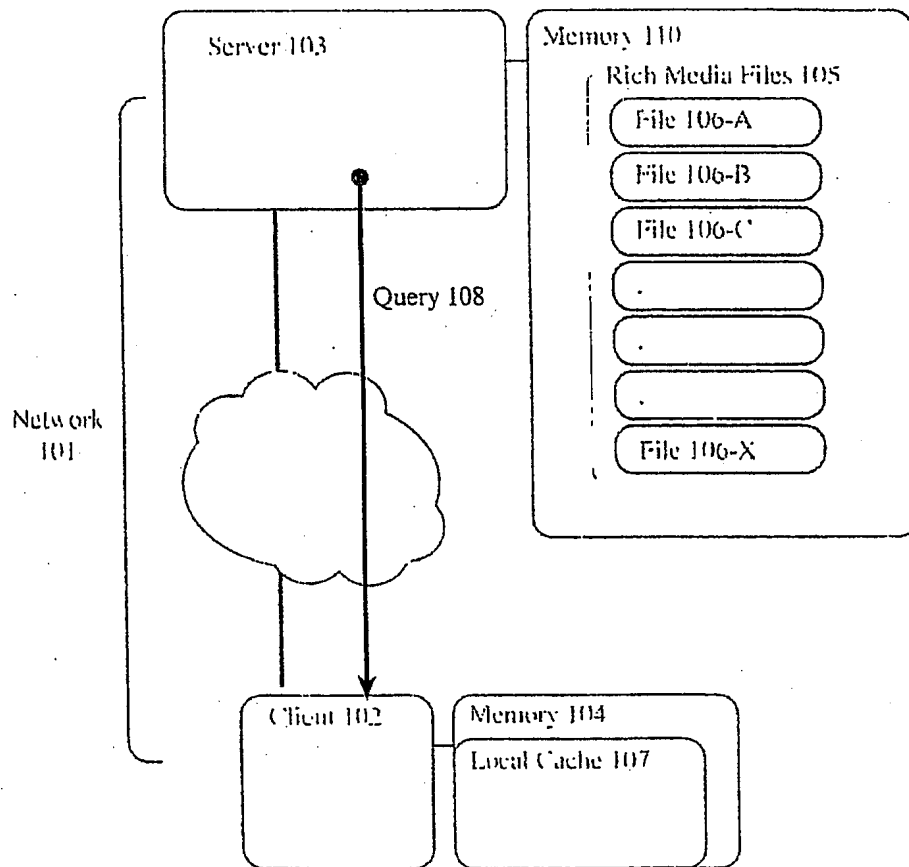 Server 103
Memory 110
Rich Media Files 105
File 106-A
File 106-B
File 106-C
.
.
.
File 106-X
Query 108
Network
101
Client 102
Memory 104
Local Cache 107